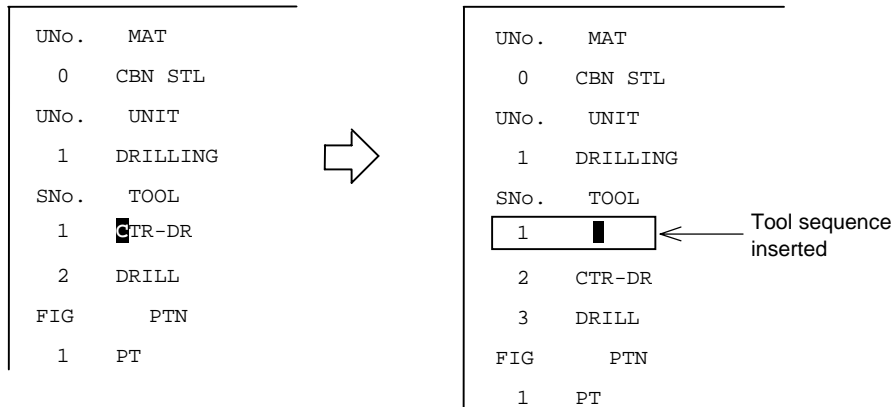 UNo. MAT
0 CBN STL
UNo. UNIT
1 DRILLING
SNo. TOOL
1 CTR-DR
2 DRILL
FIG PTN
1 PT
UNo. MAT
0 CBN STL
UNo. UNIT
1 DRILLING
SNo. TOOL
1
2 CTR-DR
3 DRILL
FIG PTN
1 PT
Tool sequence
inserted